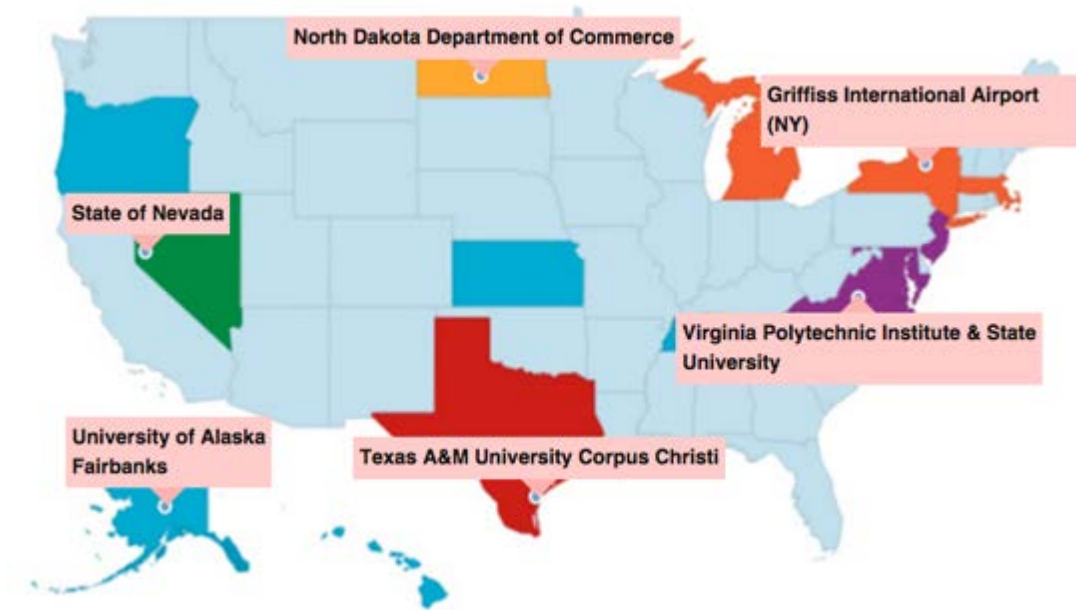 North Dakota Department of Commerce
Griffiss International Airport
(NY)
State of Nevada
Virginia Polytechnic Institute & State
University
University of Alaska
Fairbanks
Texas A&M University Corpus Christi